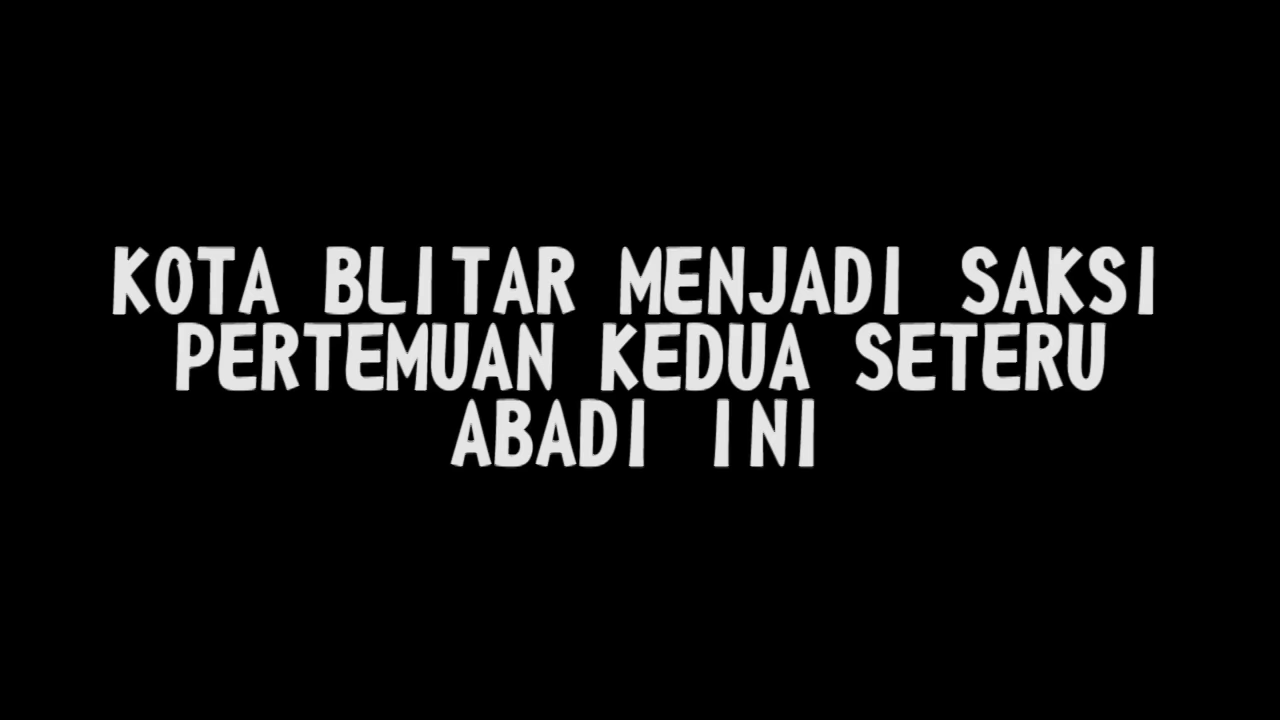 KOTA BLITAR MENJADI SAKSI
PERTEMUAN KEDUA SETERU
ABADI INI